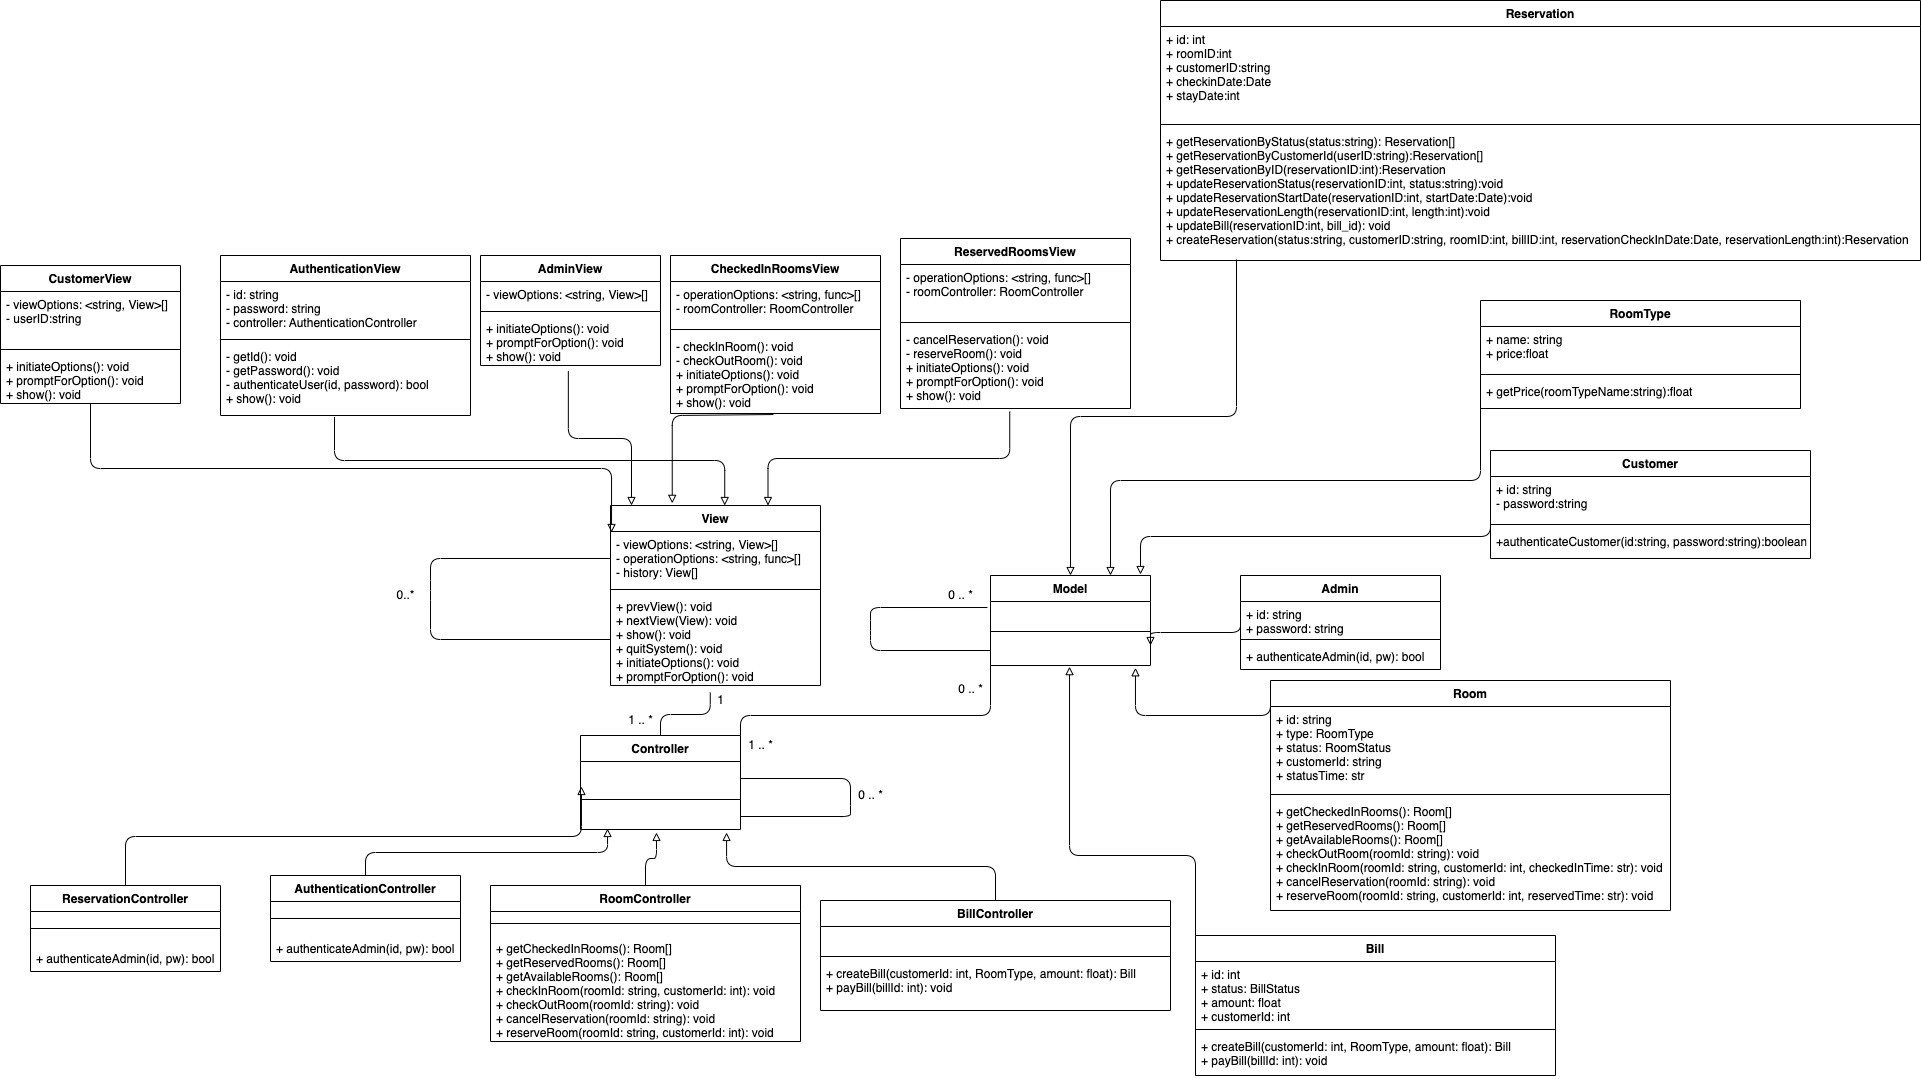 Reservation
+ id: int
+ roomID:int
+ customerID:string
+ checkinDate:Date
+ stayDate:int
+ getReservationByStatus(status:string): Reservation[]
+ getReservationByCustomerId(userID:string):Reservation[]
+ getReservationByID(reservationID:int):Reservation
+ updateReservationStatus(reservationID:int, status:string):void
+ updateReservationStartDate(reservationID:int, startDate:Date):void
+ updateReservationLength(reservationID:int, length:int):void
+ updateBill(reservationID:int, bill_id): void
+ createReservation(status:string, customerID:string, roomID:int, billID:int, reservationCheckInDate:Date, reservationLength:int):Reservation
CustomerView
- viewOptions: <string, View>[]
- userID:string
+ initiateOptions(): void
+ promptForOption(): void
+ show(): void
AuthenticationView
- id: string
- password: string
- controller: AuthenticationController
- getId(): void
- getPassword(): void
- authenticateUser(id, password): bool
+ show(): void
AdminView
- viewOptions: <string, View>[]
+ initiateOptions(): void
+ promptForOption(): void
+ show(): void
CheckedInRoomsView
- operationOptions: <string, func>[]
- roomController: RoomController
- checkInRoom(): void
- checkOutRoom(): void
+ initiateOptions(): void
+ promptForOption(): void
+ show(): void
ReservedRoomsView
- operationOptions: <string, func>[]
- roomController: RoomController
- cancelReservation(): void
- reserveRoom(): void
+ initiateOptions(): void
+ promptForOption(): void
+ show(): void
RoomType
+ name: string
+ price:float
+ getPrice(roomTypeName:string):float
Customer
+ id: string
- password:string
+authenticateCustomer(id:string, password:string):boolean
View
- viewOptions: <string, View>[]
- operationOptions: <string, func>[]
- history: View[]
+ prevView(): void
+ nextView(View): void
+ show(): void
+ quitSystem(): void
+ initiateOptions(): void
+ promptForOption(): void
0..*
Model
0 .. *
0 .. *
Admin
+ id: string
+ password: string
+ authenticateAdmin(id, pw): bool
Room
+ id: string
+ type: RoomType
+ status: RoomStatus
+ customerId: string
+ statusTime: str
+ getCheckedInRooms(): Room[]
+ getReservedRooms(): Room[]
+ getAvailableRooms(): Room[]
+ checkOutRoom(roomId: string): void
+ checkInRoom(roomId: string, customerId: int, checkedInTime: str): void
+ cancelReservation(roomId: string): void
+ reserveRoom(roomId: string, customerId: int, reservedTime: str): void
1
1 .. *
Controller
1 .. *
0 .. *
ReservationController
+ authenticateAdmin(id, pw): bool
AuthenticationController
+ authenticateAdmin(id, pw): bool
RoomController
+ getCheckedInRooms(): Room[]
+ getReservedRooms(): Room[]
+ getAvailableRooms(): Room[]
+ checkInRoom(roomId: string, customerId: int): void
+ checkOutRoom(roomId: string): void
+ cancelReservation(roomId: string): void
+ reserveRoom(roomId: string, customerId: int): void
BillController
+ createBill(customerId: int, RoomType, amount: float): Bill
+ payBill(billId: int): void
Bill
+ id: int
+ status: BillStatus
+ amount: float
+ customerId: int
+ createBill(customerId: int, RoomType, amount: float): Bill
+ payBill(billId: int): void